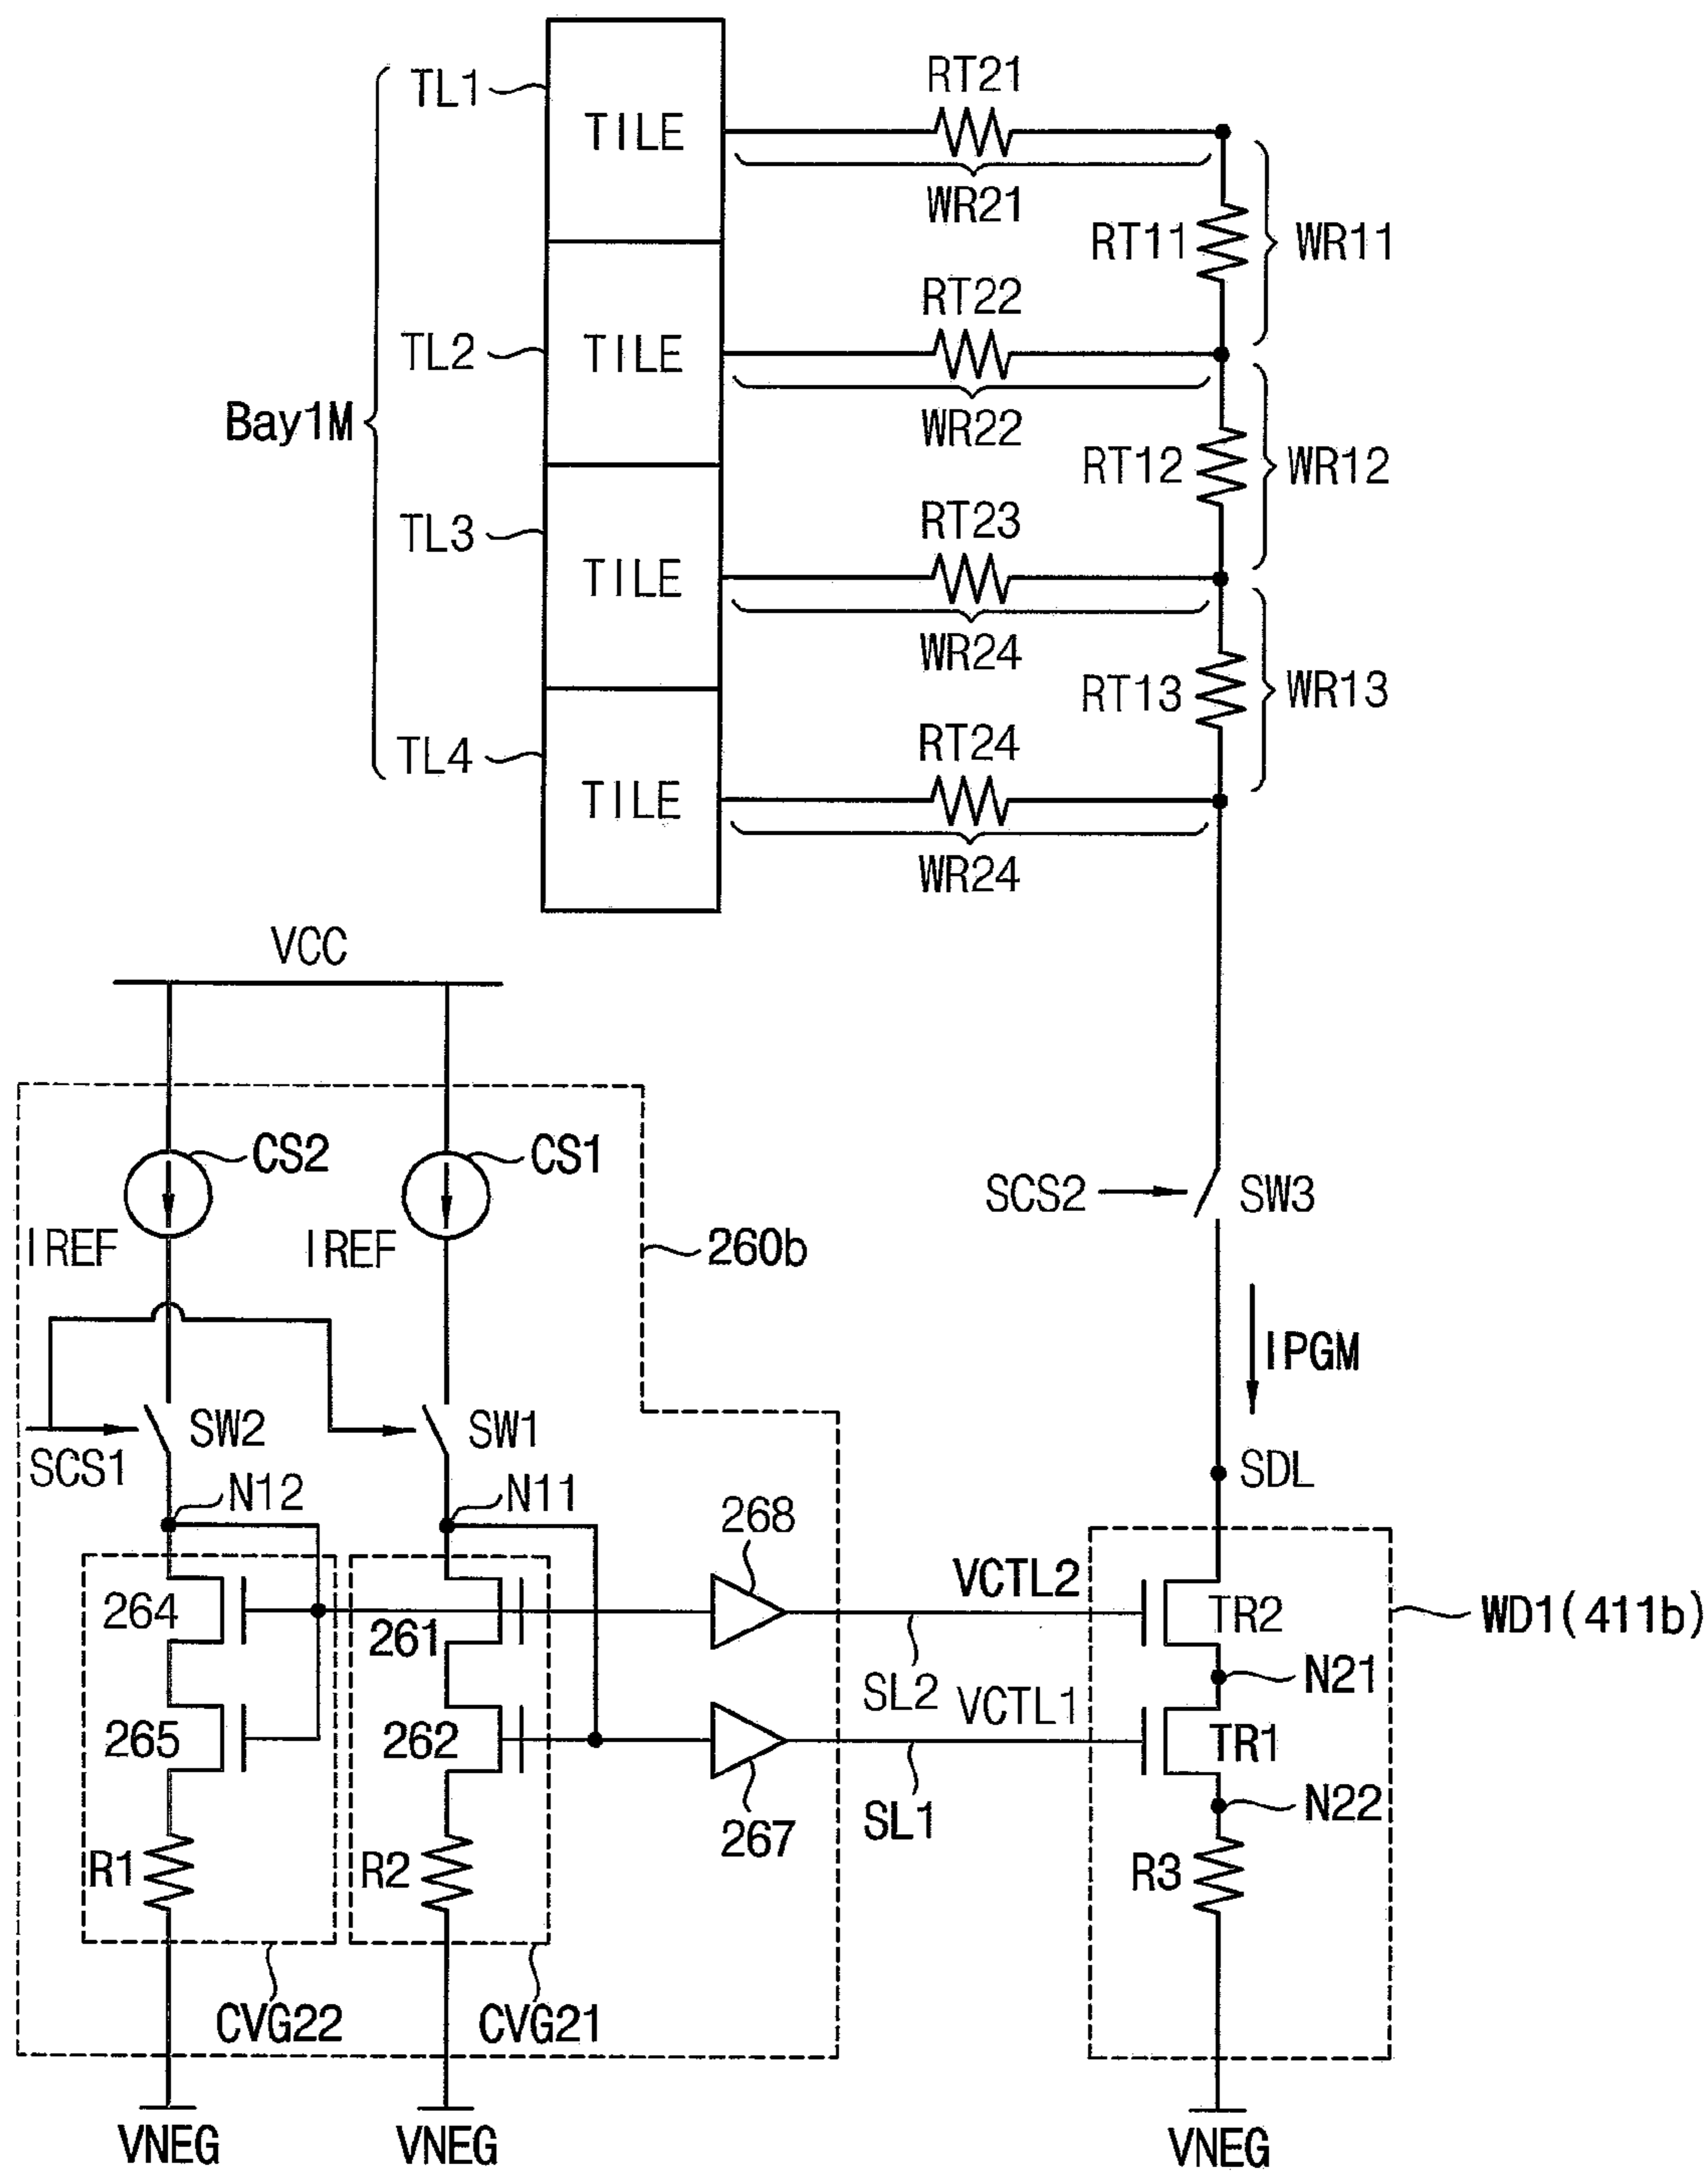 TL1
TILE
RT21
WR21
RT11
WR11
TL2
TILE
RT22
WR22
Bay1M
RT12
WR12
TL3
TILE
RT23
WR24
RT13
WR13
TL4
TILE
RT24
WR24
VCC
CS2
CS1
IREF
IREF
260b
SCS2
SW3
IPGM
SW2
SW1
SCS1
N12
N11
SDL
268
264
261
VCTL2
TR2
WD1(411b)
SL2
N21
265
262
VCTL1
TR1
267
SL1
N22
R1
R2
R3
CVG22
CVG21
VNEG
VNEG
VNEG